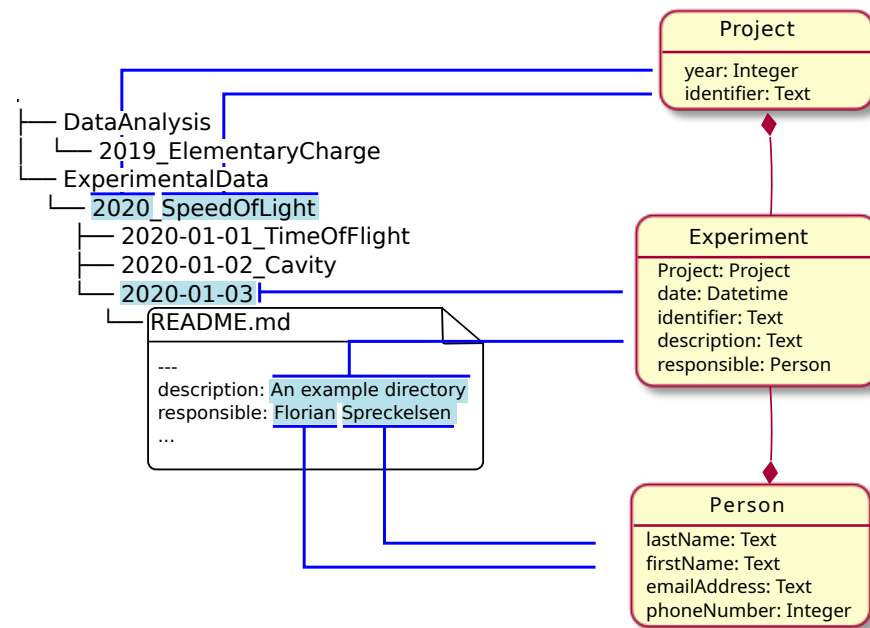 .
├── DataAnalysis
│   └── 2019_ElementaryCharge
└── ExperimentalData
└── 2020_SpeedOfLight
├── 2020-01-01_TimeOfFlight
├── 2020-01-02_Cavity
└── 2020-01-03
└── README.md
---
description: An example directory
responsible: Florian Spreckelsen
...
Project
year: Integer
identifier: Text
Experiment
Project: Project
date: Datetime
identifier: Text
description: Text
responsible: Person
Person
lastName: Text
firstName: Text
emailAddress: Text
phoneNumber: Integer